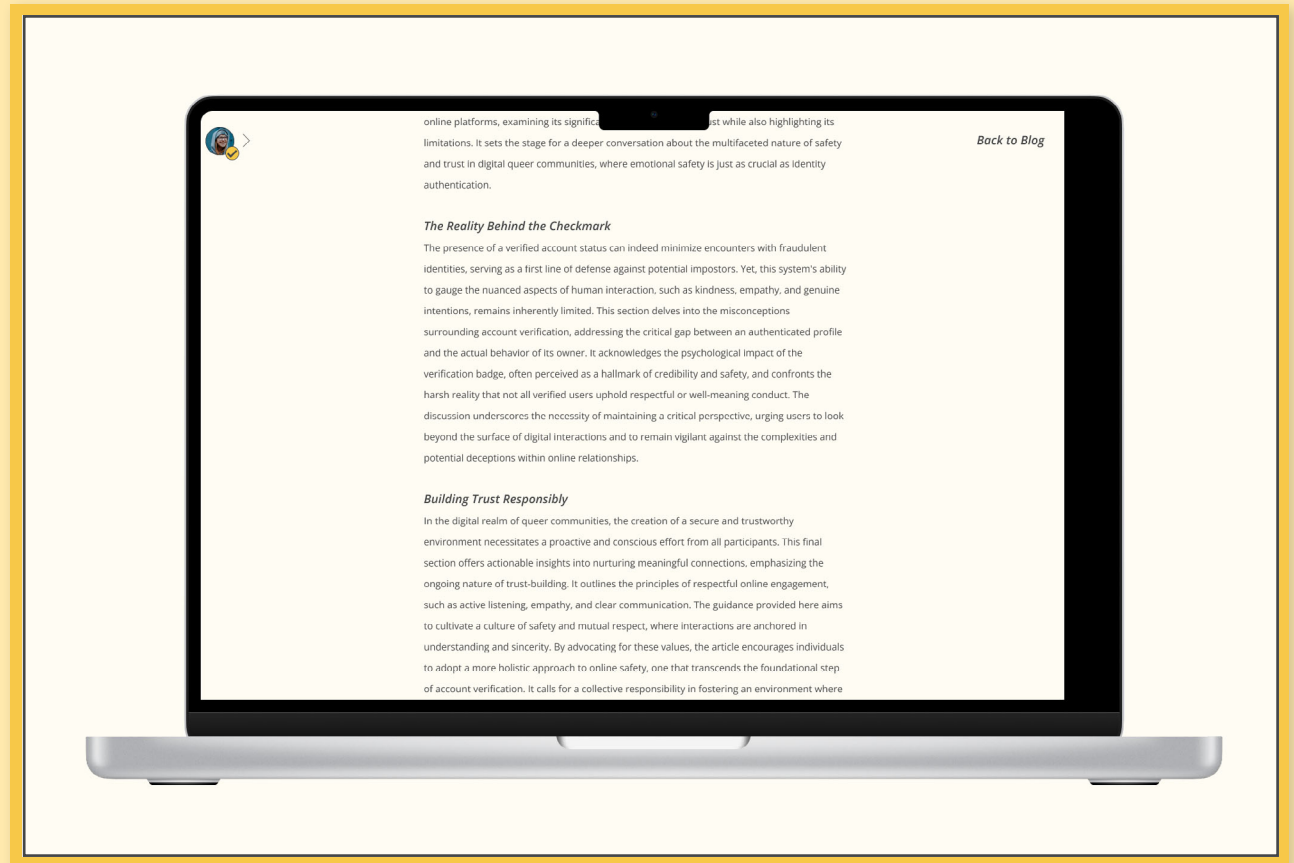 online platforms, examining its significa ust while also highlighting its
Back to Blog
limitations. It sets the stage for a deeper conversation about the multifaceted nature of safety
and trust in digital queer communities, where emotional safety is just as crucial as identity
authentication.
The Reality Behind the Checkmark
The presence of a verified account status can indeed minimize encounters with fraudulent
identities, serving as a first line of defense against potential impostors. Yet, this system's ability
to gauge the nuanced aspects of human interaction, such as kindness, empathy, and genuine
intentions, remains inherently limited. This section delves into the misconceptions
surrounding account verification, addressing the critical gap between an authenticated profile
and the actual behavior of its owner. It acknowledges the psychological impact of the
verification badge, often perceived as a hallmark of credibility and safety, and confronts the
harsh reality that not all verified users uphold respectful or well-meaning conduct. The
discussion underscores the necessity of maintaining a critical perspective, urging users to look
beyond the surface of digital interactions and to remain vigilant against the complexities and
potential deceptions within online relationships.
Building Trust Responsibly
In the digital realm of queer communities, the creation of a secure and trustworthy
environment necessitates a proactive and conscious effort from all participants. This final
section offers actionable insights into nurturing meaningful connections, emphasizing the
ongoing nature of trust-building. It outlines the principles of respectful online engagement,
such as active listening, empathy, and clear communication. The guidance provided here aims
to cultivate a culture of safety and mutual respect, where interactions are anchored in
understanding and sincerity. By advocating for these values, the article encourages individuals
to adopt a more holistic approach to online safety, one that transcends the foundational step
of account verification. It calls for a collective responsibility in fostering an environment where